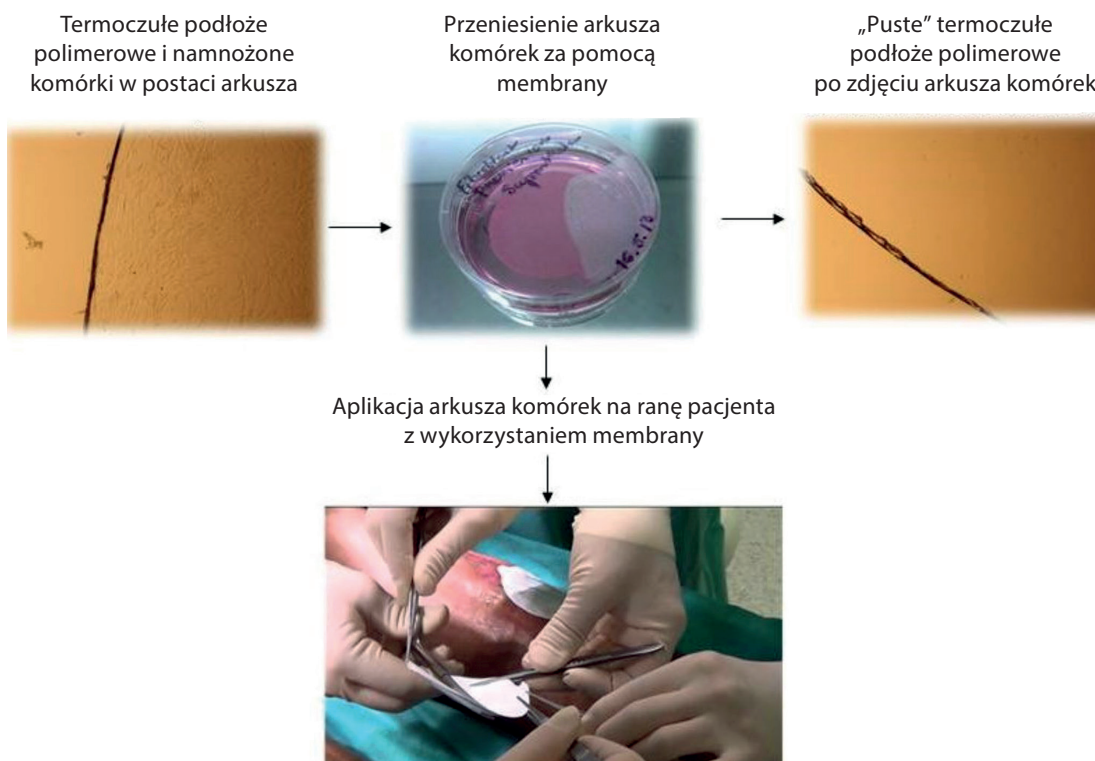 Termoczułe podłoże
polimerowe i namnożone
komórki w postaci arkusza
Przeniesienie arkusza
komórek za pomocą
membrany
„Puste” termoczułe
podłoże polimerowe
po zdjęciu arkusza komórek
16.5.13
Aplikacja arkusza komórek na ranę pacjenta
z wykorzystaniem membrany